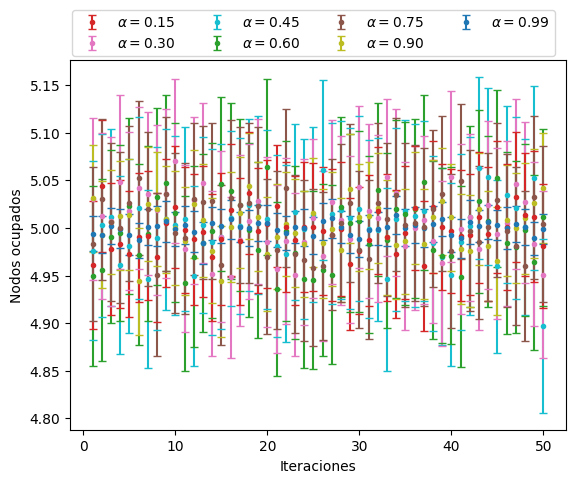 α = 0.15 α = 0.45 α = 0.75 α = 0.99
α = 0.30 α = 0.60 α = 0.90
5.15
5.10
5.05
5.00
4.95
4.90
4.85
4.80
Nodos ocupados
0 10 20 30 40 50
Iteraciones